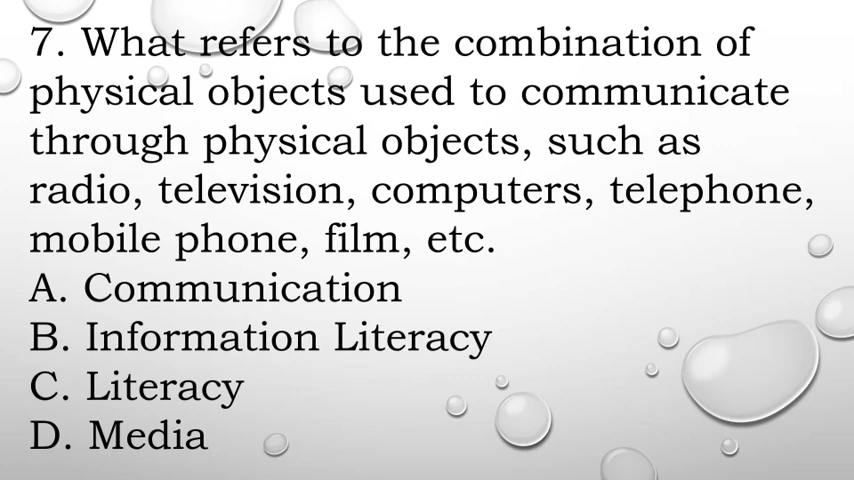 7. What refers to the combination of
physical objects used to communicate
through physical objects, such as
radio, television, computers, telephone,
mobile phone, film, etc.
A. Communication
B. Information Literacy
C. Literacy
D. Media